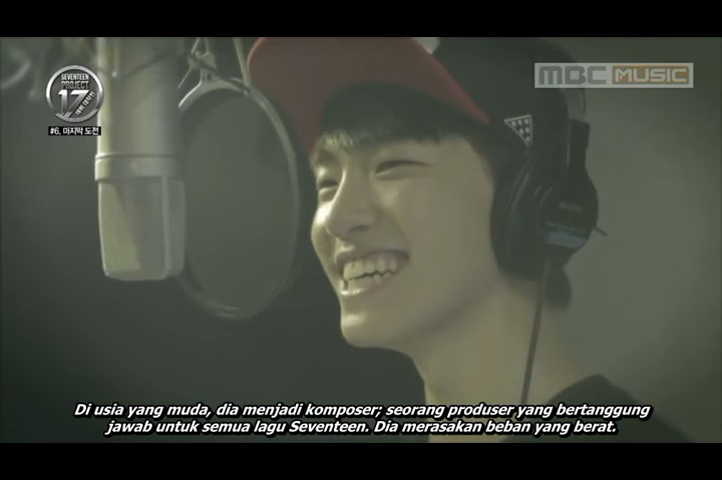 SEVENTEEN
PROJECT
17
#6. 마지막 도전
MBC MUSIC
Di usia yang muda, dia menjadi komposer; seorang produser yang bertanggung
jawab untuk semua lagu Seventeen. Dia merasakan beban yang berat.